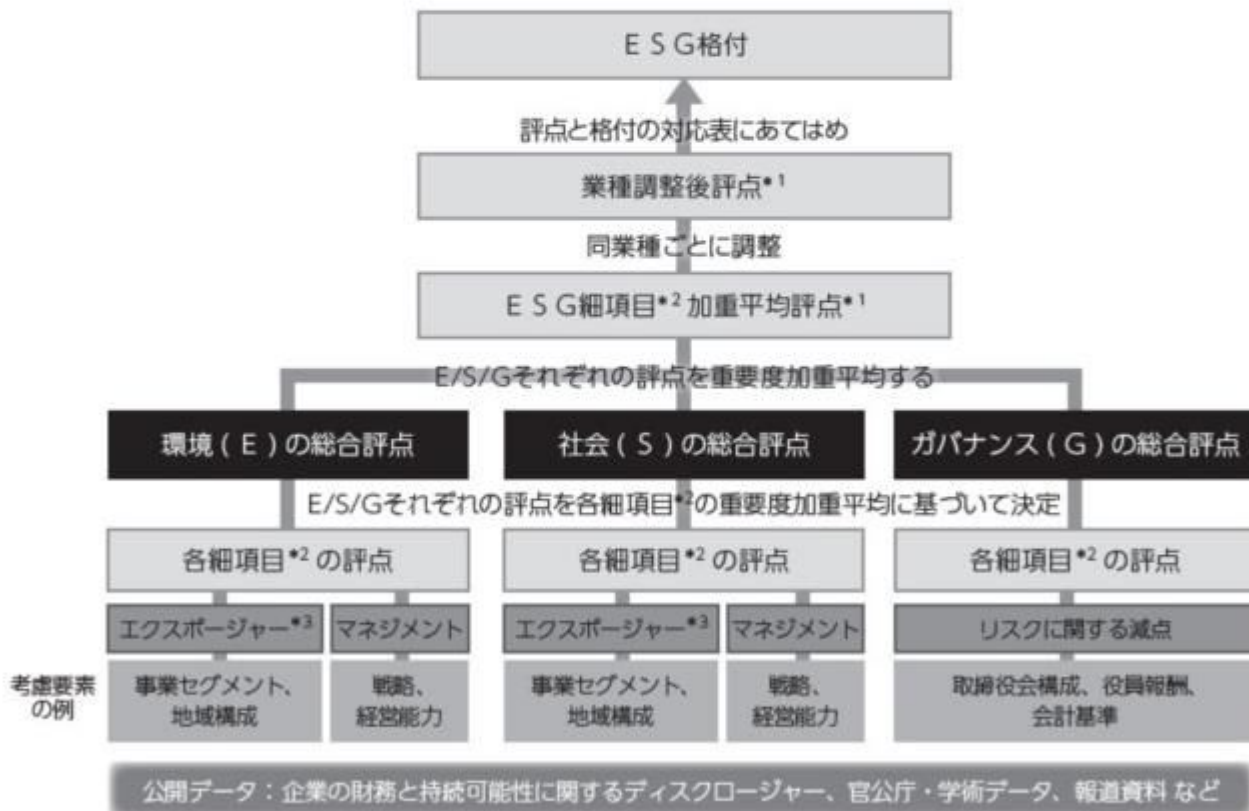 ESG格付
評点と格付の対応表にあてはめ
業種調整後評点*1
同業種ごとに調整
ESG細項目*2 加重平均評点*1
E/S/Gそれぞれの評点を重要度加重平均する
環境(E)の総合評点
社会(S)の総合評点
ガバナンス(G)の総合評点
E/S/Gそれぞれの評点を各細項目*2の重要度加重平均に基づいて決定
各細項目*2 の評点
各細項目*2 の評点
各細項目*2 の評点
エクスポージャー*3
マネジメント
エクスポージャー*3
マネジメント
リスクに関する減点
考慮要素
の例
事業セグメント、
地域構成
戦略、
経営能力
事業セグメント、
地域構成
戦略、
経営能力
取締役会構成、役員報酬、
会計基準
公開データ：企業の財務と持続可能性に関するディスクロージャー、官公庁・学術データ、報道資料 など